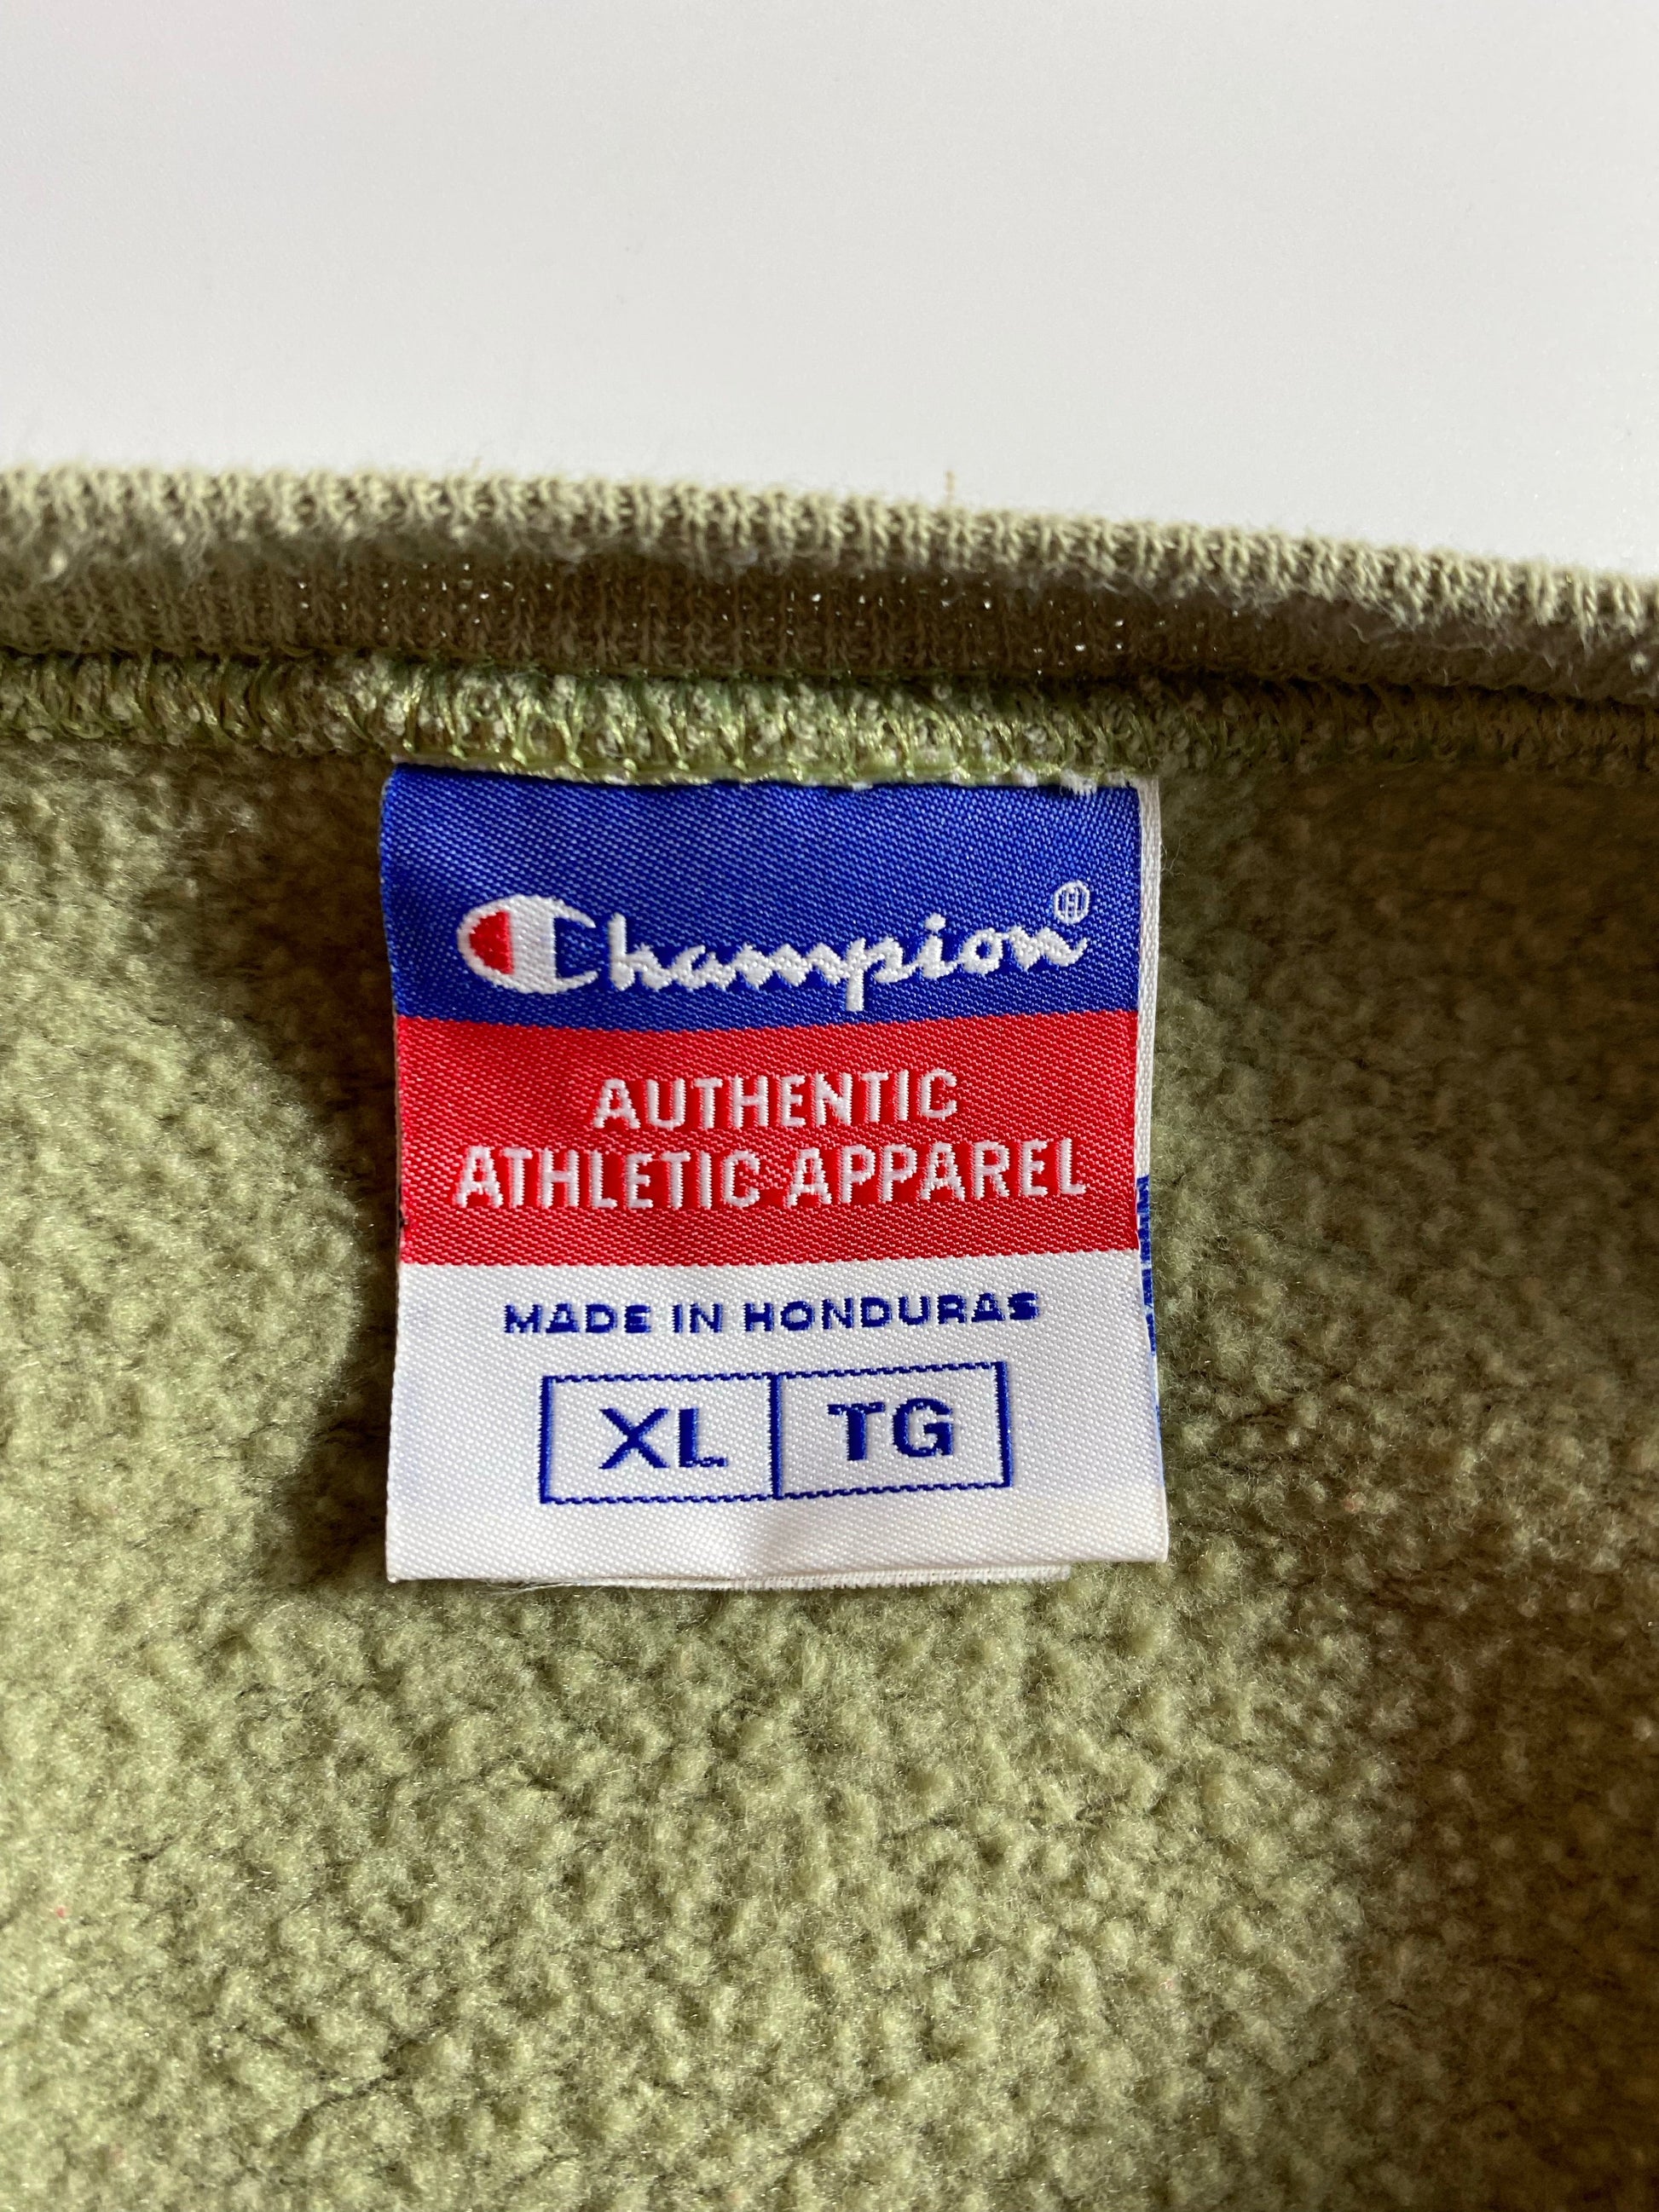 Champion®
AUTHENTIC
ATHLETIC APPAREL
MADE IN HONDURAS
XL TG